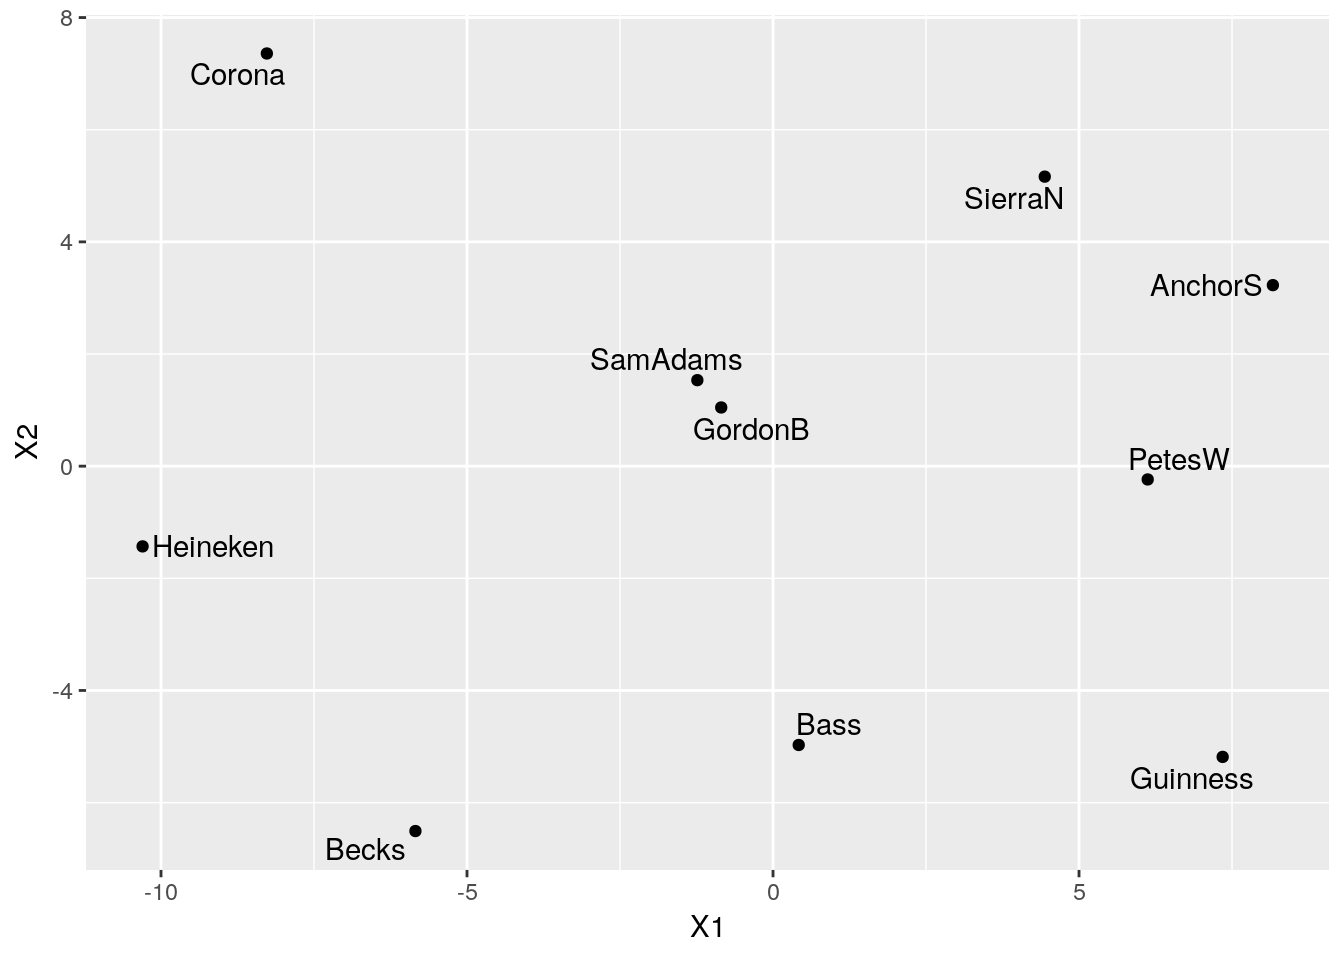 8
Corona
SierraN
4
AnchorS
SamAdams
GordonB
X2
0
PetesW
Heineken
-4
Bass
Guinness
Becks
-10
-5
0
5
X1